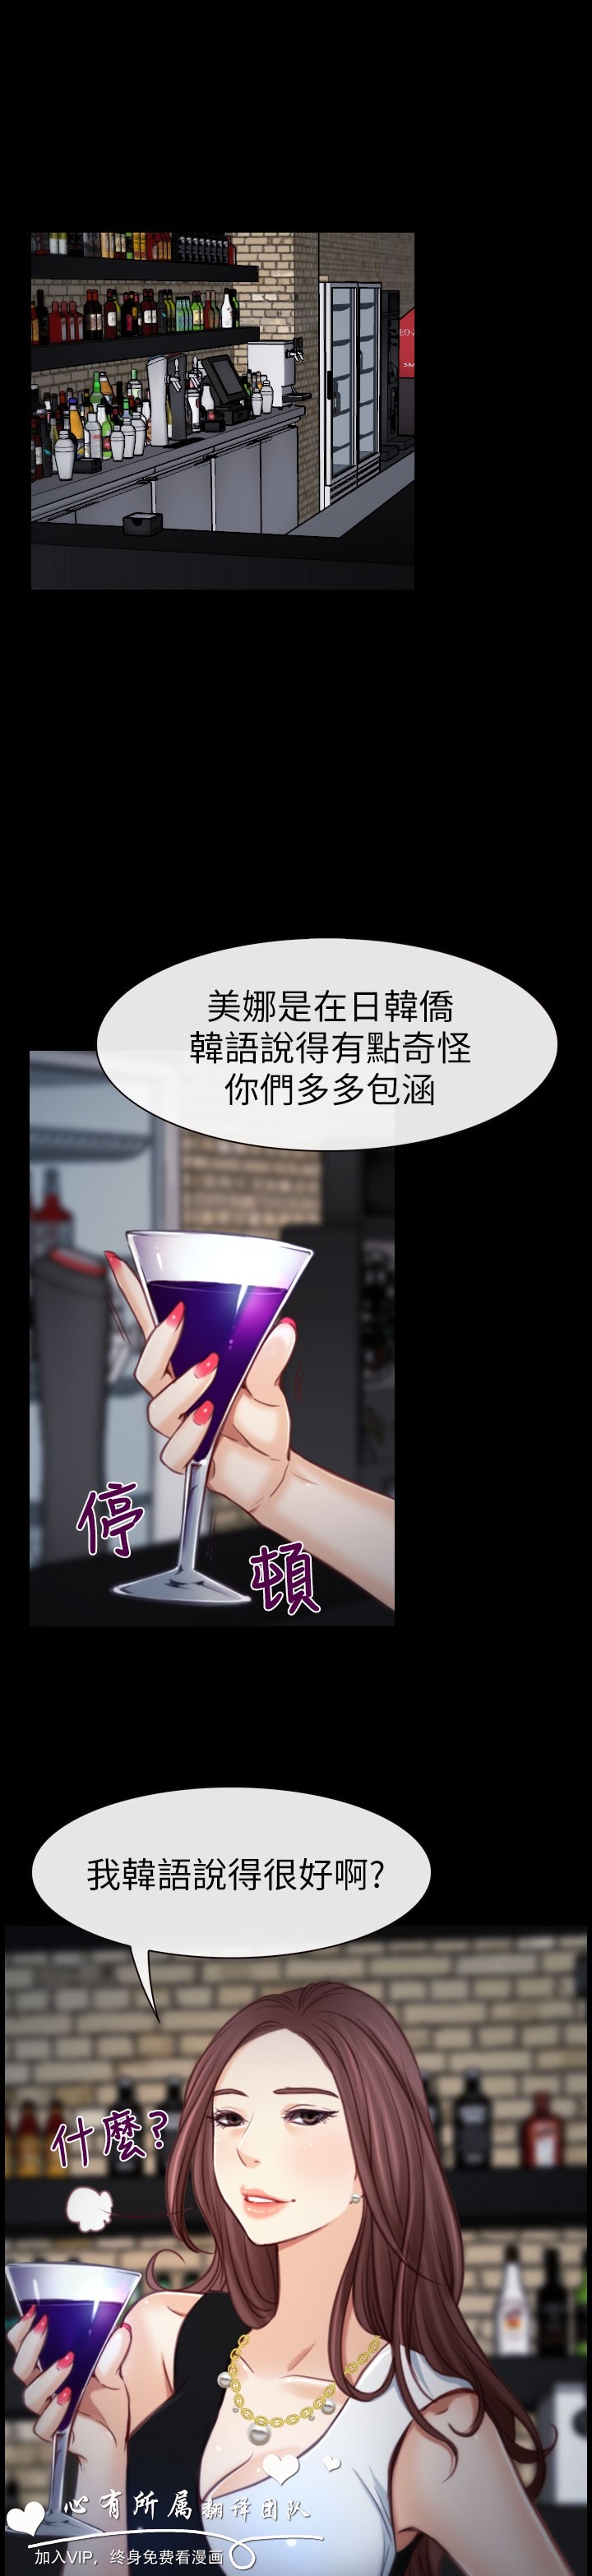 美娜是在日韓僑
韓語說得有點奇怪
你們多多包涵
停
頓
我韓語說得很好啊?
什麼?
心有所属翻译团队
加入VIP，终身免费看漫画